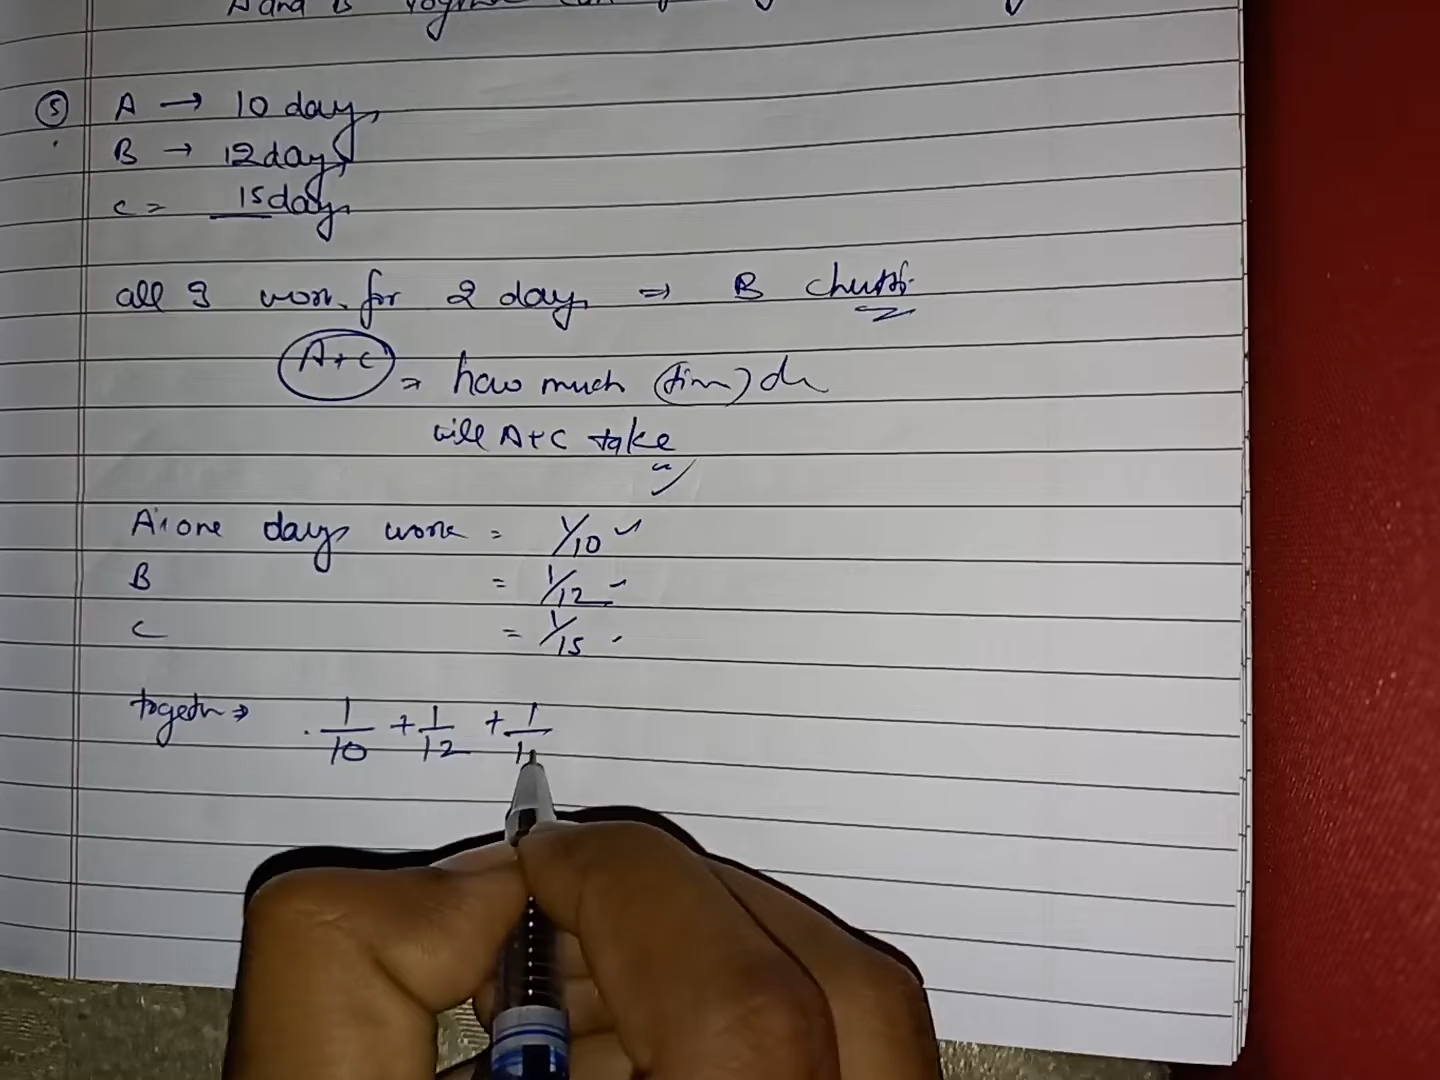 A and B
5 A → 10 days
B → 12 days
C = 15 days
all 3 work for 2 days ⇒ B
A+C = how much (time)
will A+C take
A's one days work = 1/10
B = 1/12
C = 1/15
together ⇒ 1/10 + 1/12 + 1/1